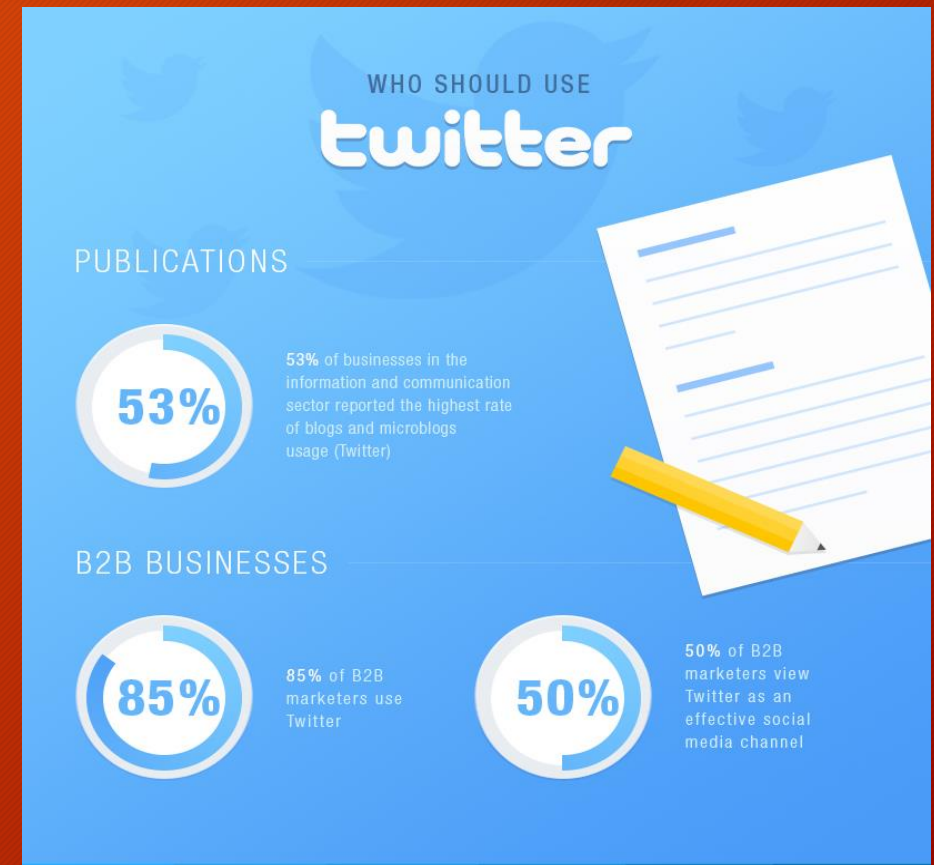 WHO SHOULD USE
twitter
PUBLICATIONS
53%
53% of businesses in the
information and communication
sector reported the highest rate
of blogs and microblogs
usage (Twitter)
B2B BUSINESSES
85%
85% of B2B
marketers use
Twitter
50%
50% of B2B
marketers view
Twitter as an
effective social
media channel